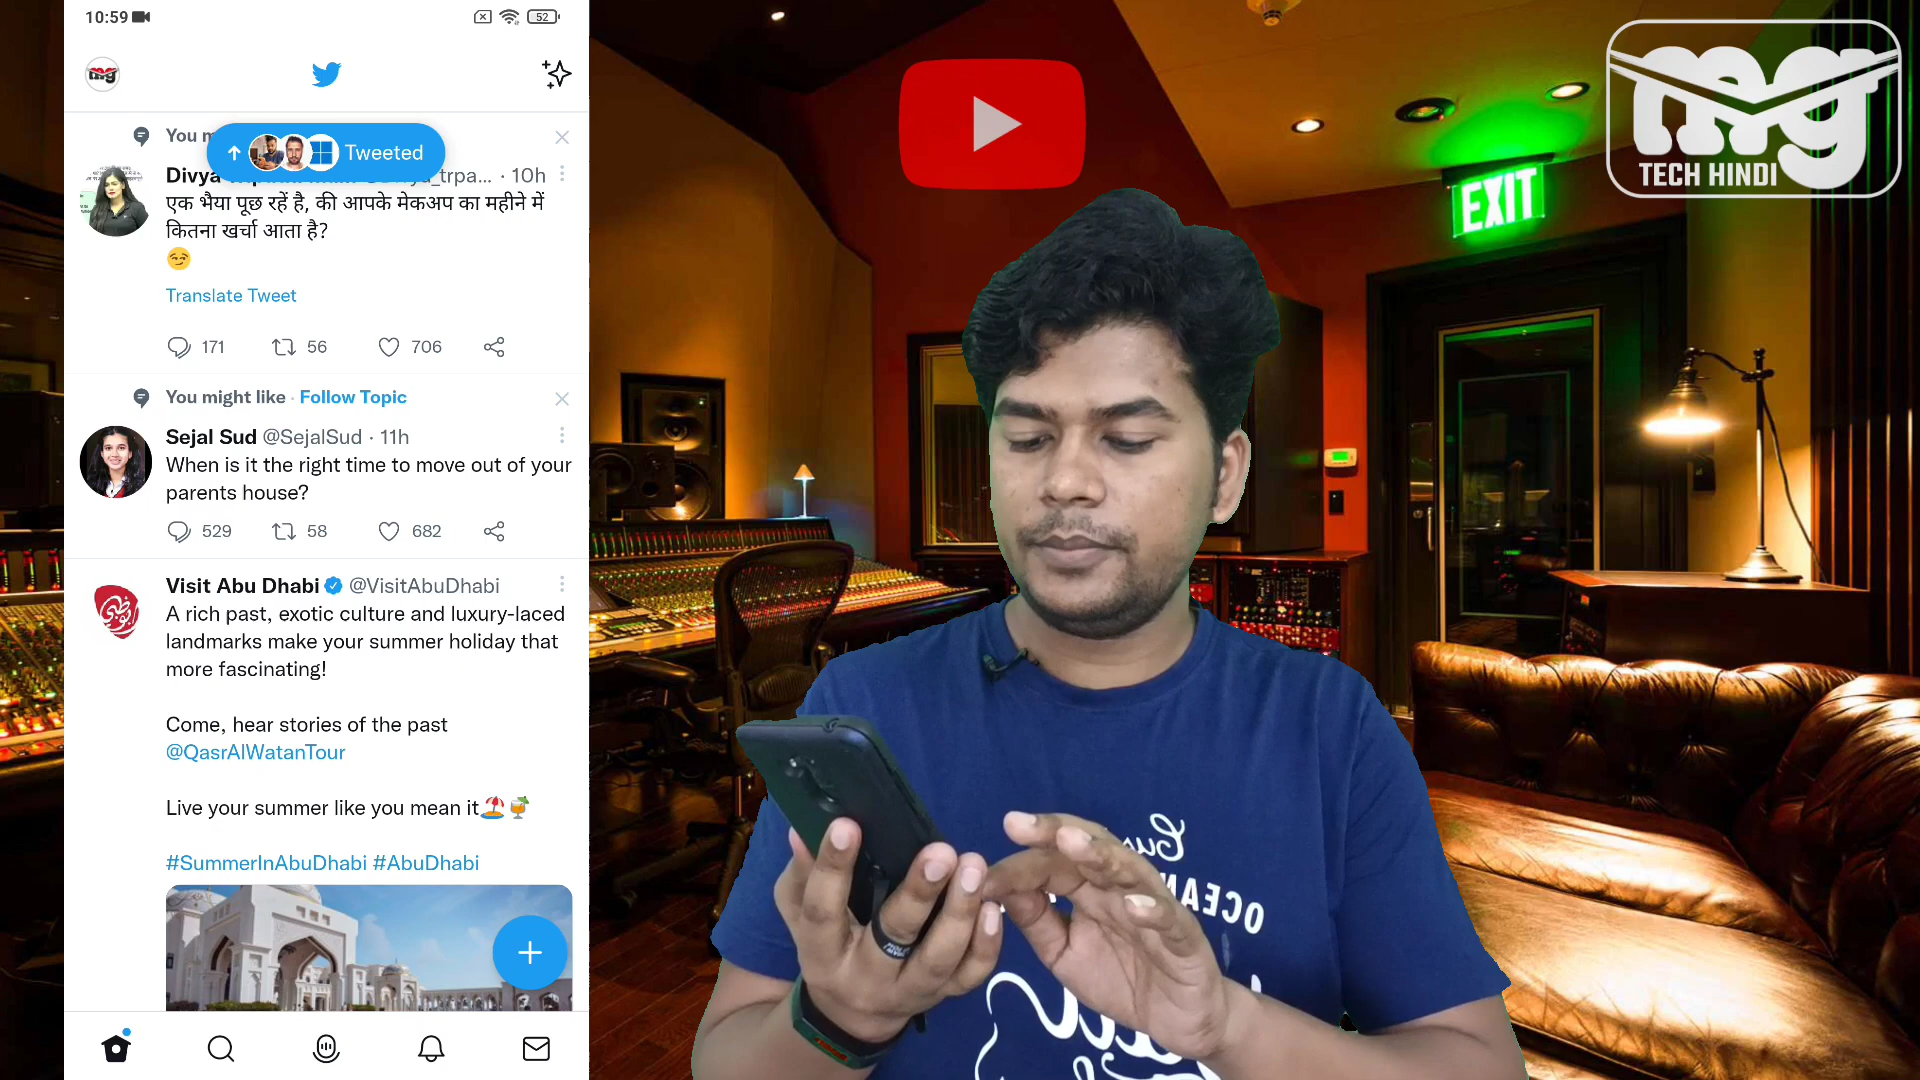 10:59
52
You m
Tweeted
Divya
_trpa... · 10h
एक भैया पूछ रहें है, की आपके मेकअप का महीने में
कितना खर्चा आता है?
😏
Translate Tweet
171 56 706
You might like · Follow Topic
Sejal Sud @SejalSud · 11h
When is it the right time to move out of your
parents house?
529 58 682
Visit Abu Dhabi @VisitAbuDhabi
A rich past, exotic culture and luxury-laced
landmarks make your summer holiday that
more fascinating!
Come, hear stories of the past
@QasrAlWatanTour
Live your summer like you mean it🏖️🍹
#SummerInAbuDhabi #AbuDhabi
mg
TECH HINDI
EXIT
OCEAN